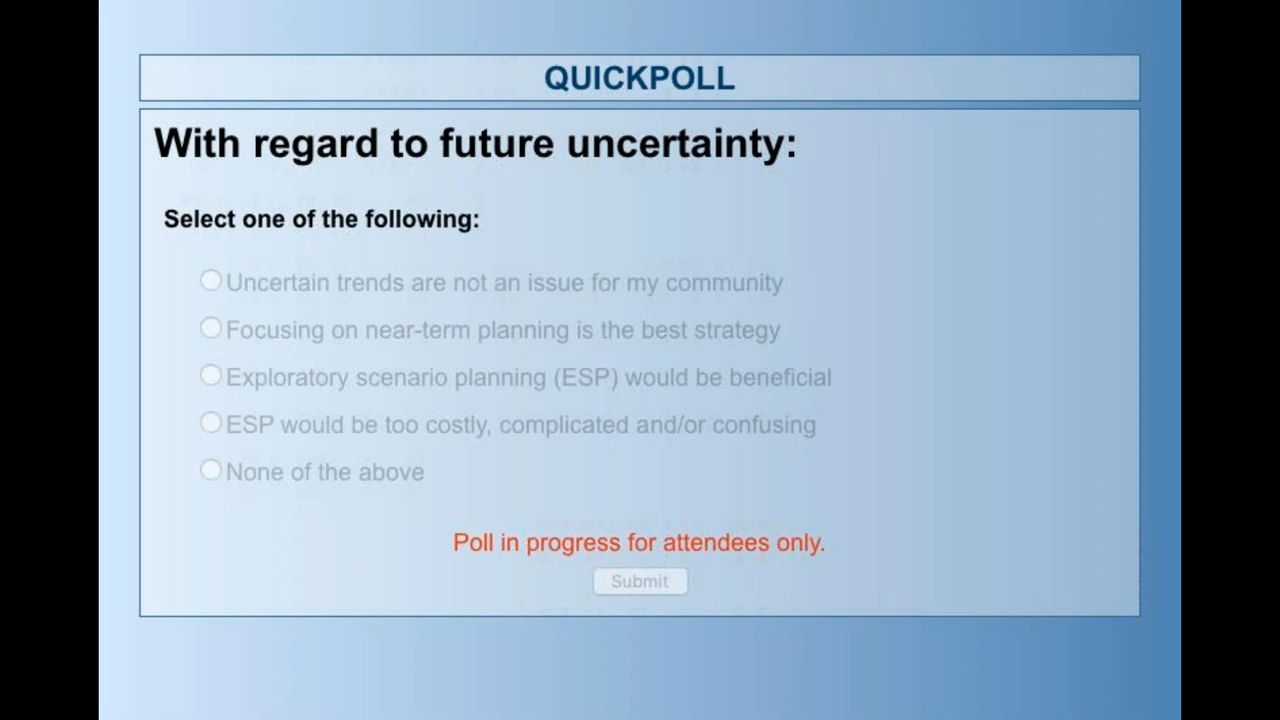 QUICKPOLL
With regard to future uncertainty:
Select one of the following:
Uncertain trends are not an issue for my community
Focusing on near-term planning is the best strategy
Exploratory scenario planning (ESP) would be beneficial
ESP would be too costly, complicated and/or confusing
None of the above
Poll in progress for attendees only.
Submit